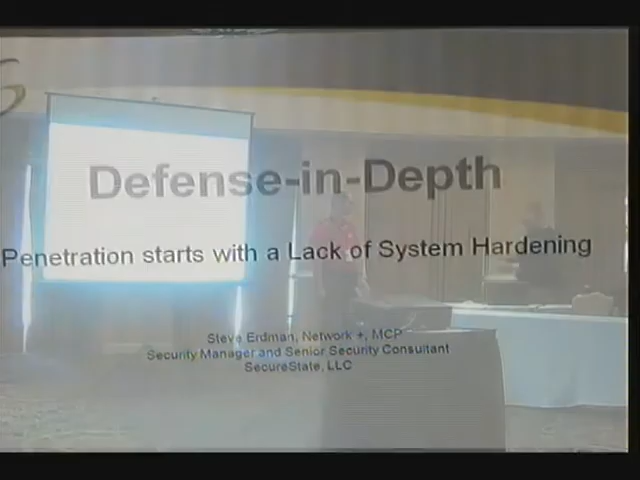 Defense-in-Depth
Penetration starts with a Lack of System Hardening
Steve Erdman, Network +, MCP
Security Manager and Senior Security Consultant
SecureState, LLC